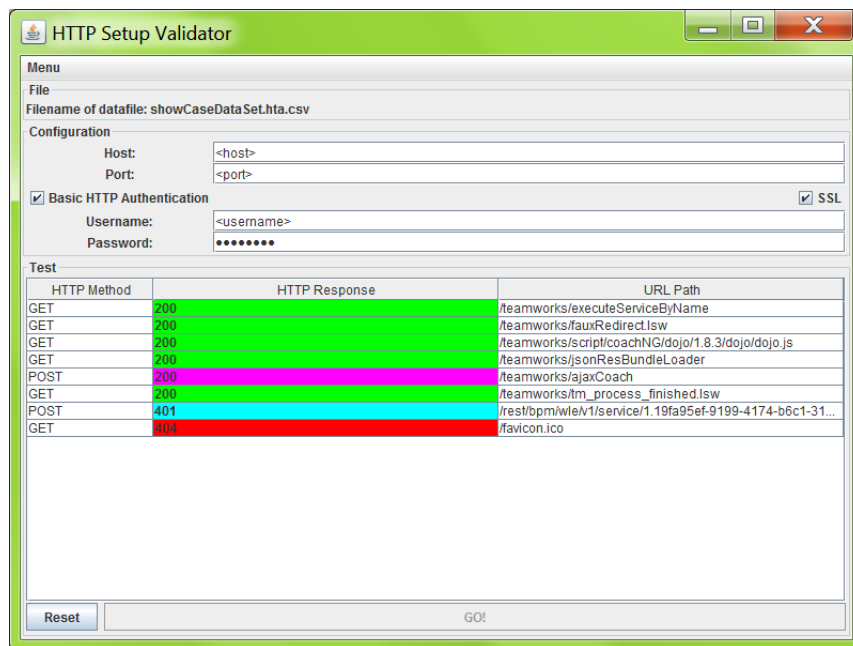 HTTP Setup Validator
Menu
File
Filename of datafile: showCaseDataSet.hta.csv
Configuration
Host: <host>
Port: <port>
Basic HTTP Authentication SSL
Username: <username>
Password: ••••••••
Test
HTTP Method HTTP Response URL Path
GET 200 /teamworks/executeServiceByName
GET 200 /teamworks/fauxRedirect.lsw
GET 200 /teamworks/script/coachNG/dojo/1.8.3/dojo/dojo.js
GET 200 /teamworks/jsonResBundleLoader
POST 200 /teamworks/ajaxCoach
GET 200 /teamworks/tm_process_finished.lsw
POST 401 /rest/bpm/wle/v1/service/1.19fa95ef-9199-4174-b6c1-31...
GET 404 /favicon.ico
Reset GO!